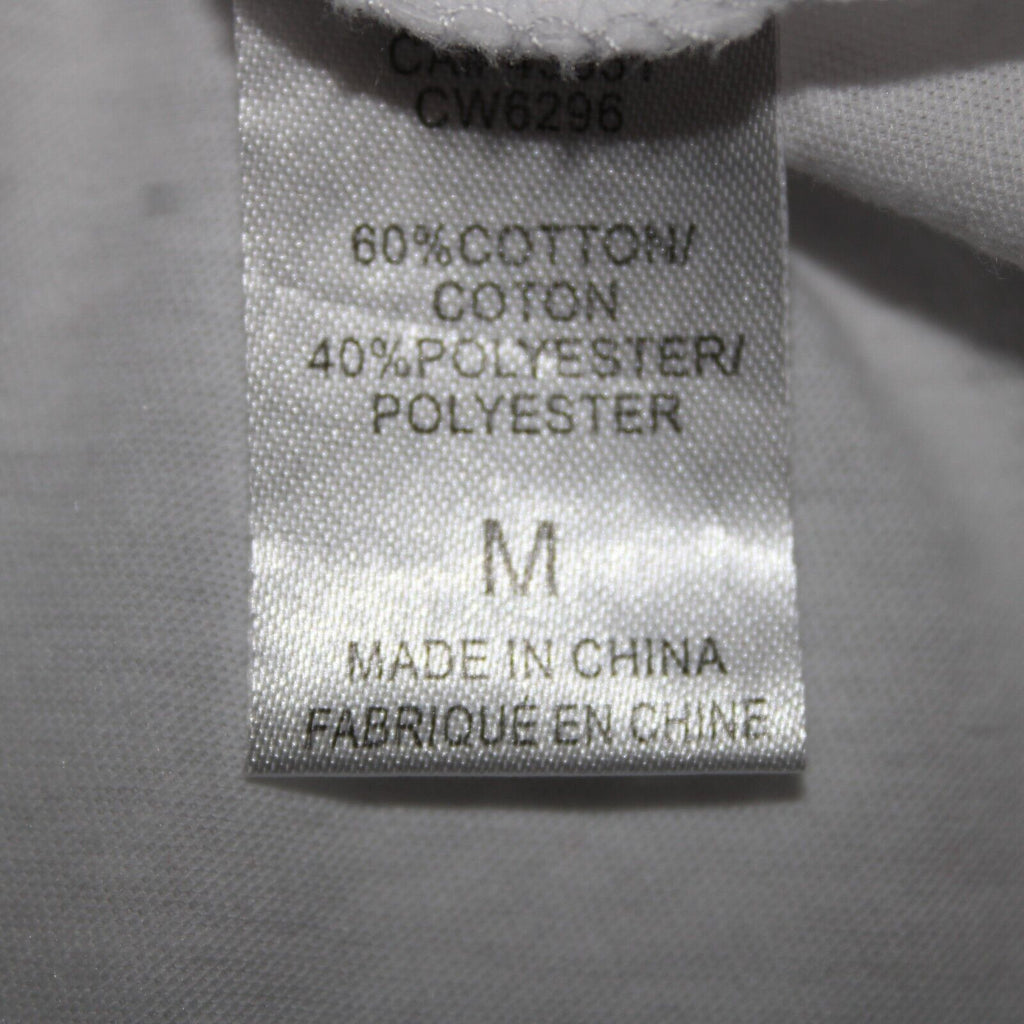 CW6296
60%COTTON/
COTON
40%POLYESTER/
POLYESTER
M
MADE IN CHINA
FABRIQUÉ EN CHINE